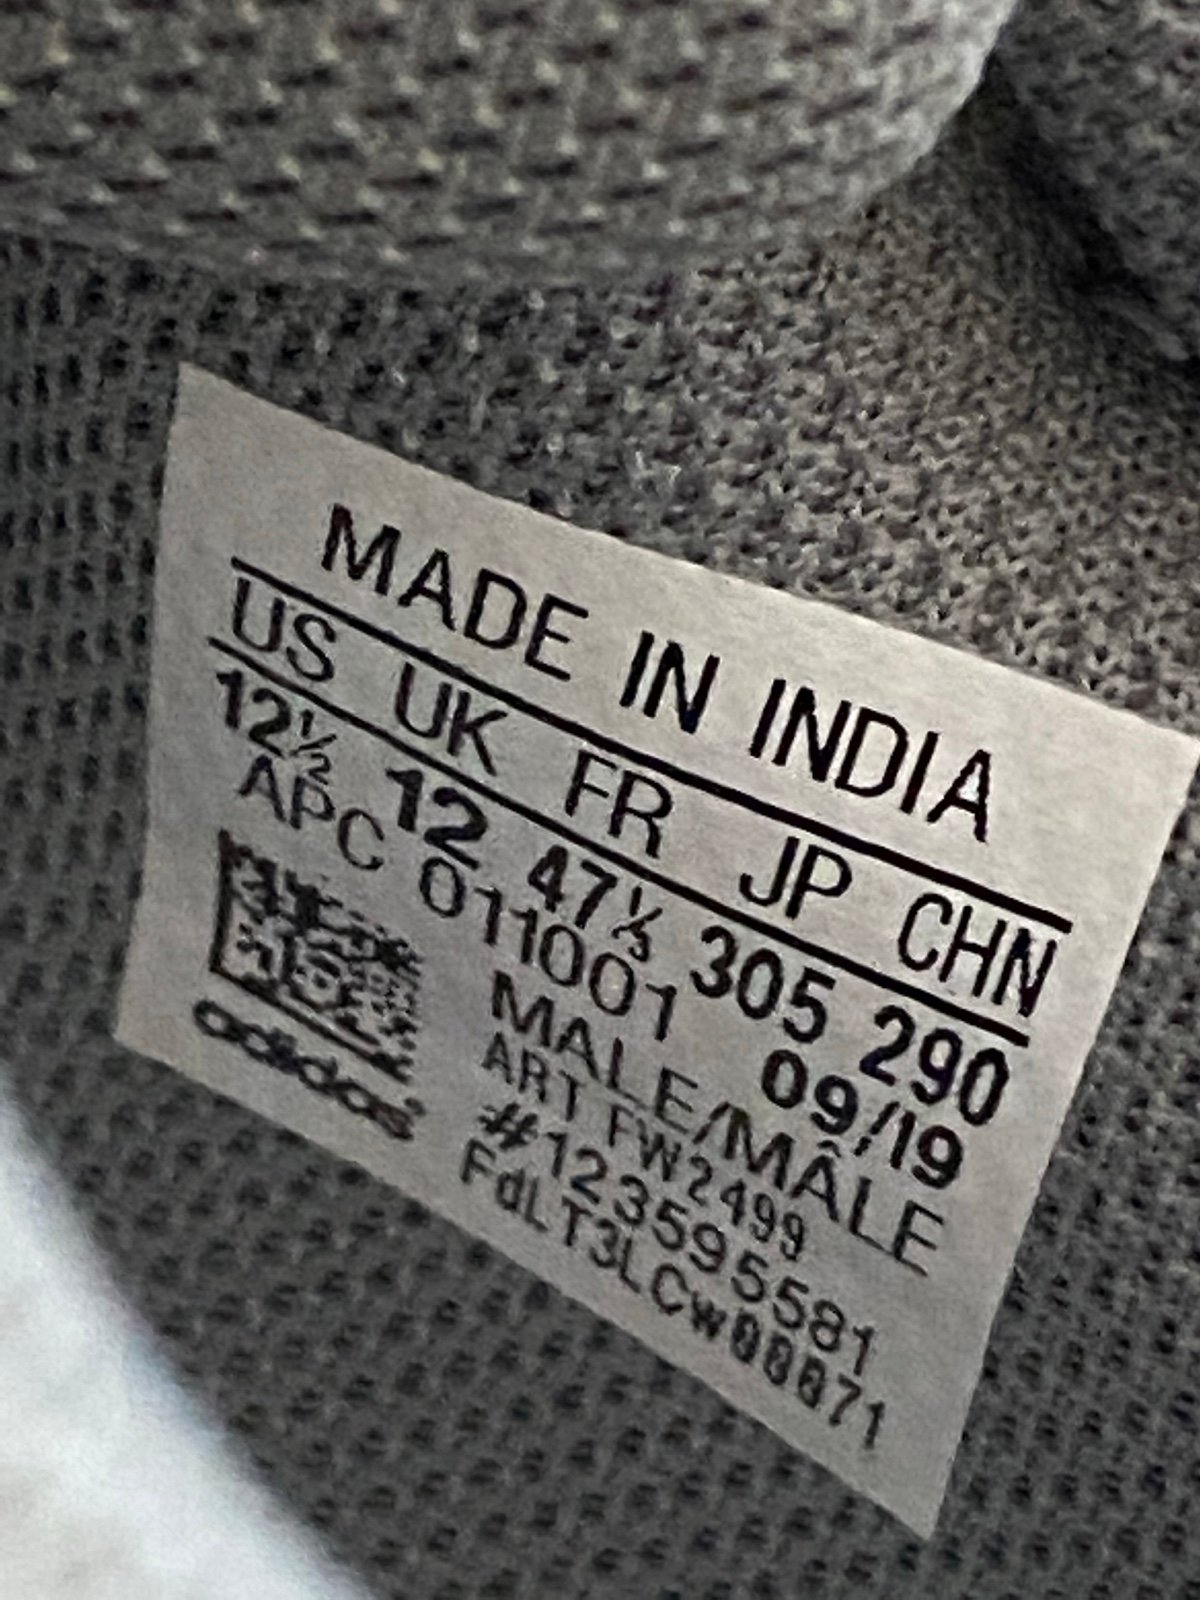 MADE IN INDIA
US UK FR JP CHN
12½ 12 47⅓ 305 290
APC 011001 09/19
MALE/MÂLE
ART FW2499
#1235955581
FdLT3LCw00071
adidas